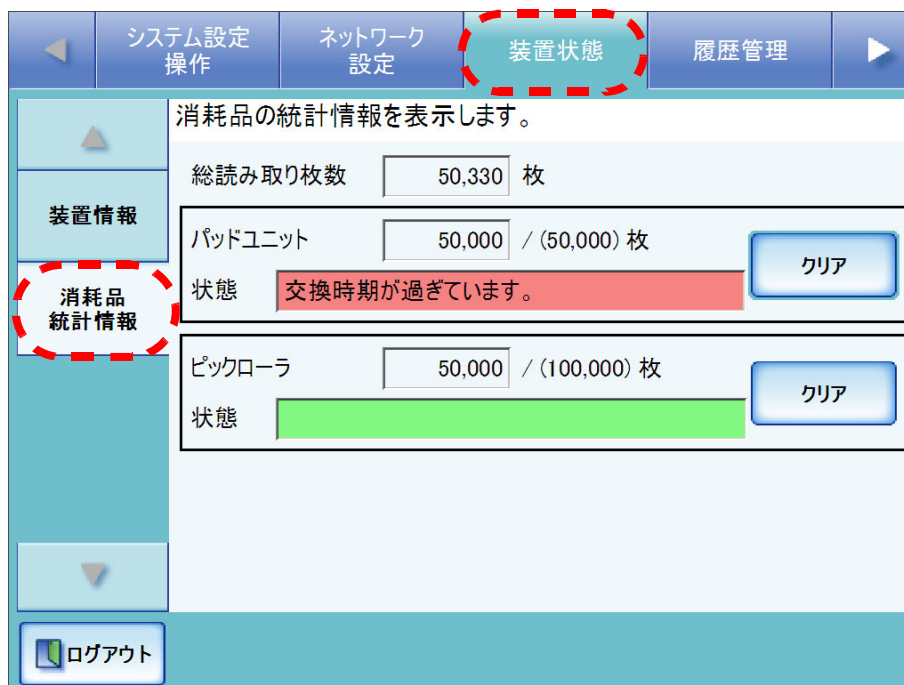 システム設定
操作
ネットワーク
設定
装置状態
履歴管理
消耗品の統計情報を表示します。
装置情報
消耗品
統計情報
総読み取り枚数 50,330 枚
パッドユニット 50,000 / (50,000) 枚
クリア
状態 交換時期が過ぎています。
ピックローラ 50,000 / (100,000) 枚
クリア
状態
ログアウト